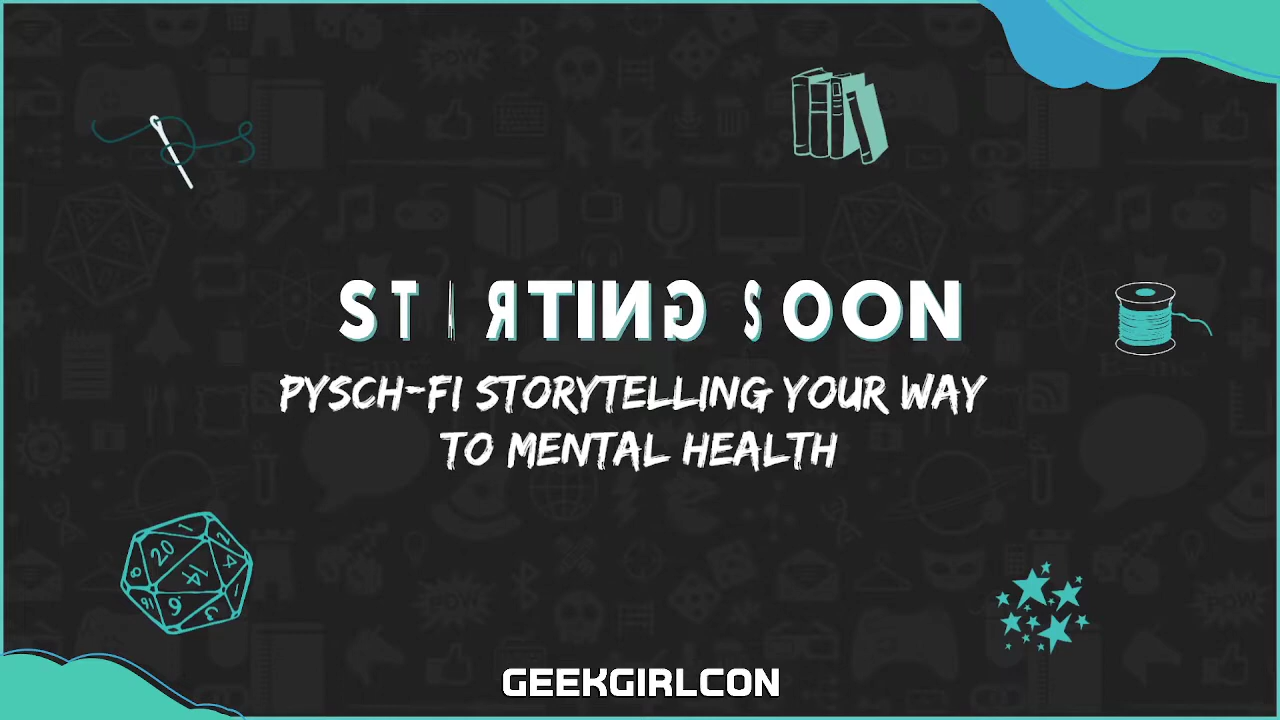 STARTING SOON
PYSCH-FI STORYTELLING YOUR WAY
TO MENTAL HEALTH
GEEKGIRLCON